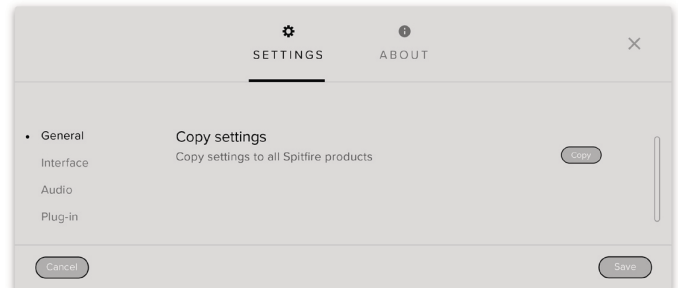 SETTINGS
ABOUT
General
Copy settings
Copy settings to all Spitfire products
Copy
Interface
Audio
Plug-in
Cancel
Save